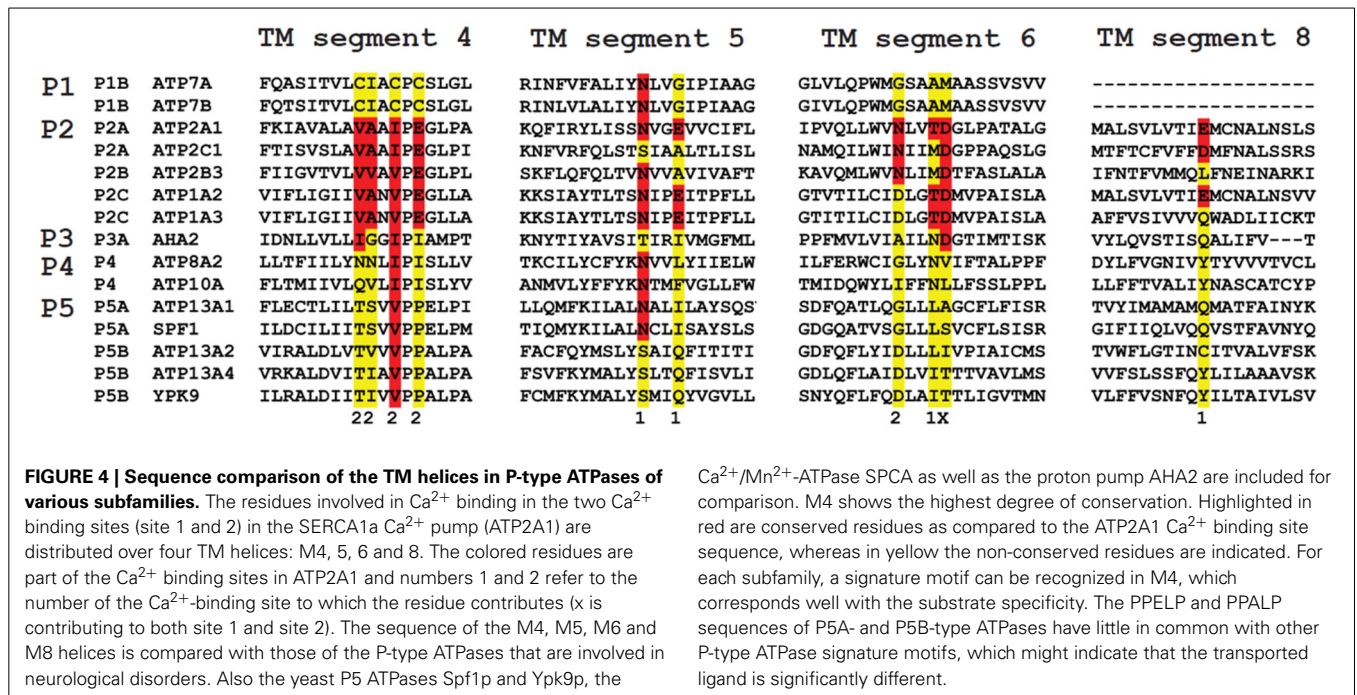 TM segment 4 TM segment 5 TM segment 6 TM segment 8
P1 P1B ATP7A FQASITVLCIACPCSLGL RINFVFALIYNLVGIPIAAG GLVLQPWMGSAAMAASSVSVV -------------------
P1B ATP7B FQTSITVLCIACPCSLGL RINLVLALIYNLVGIPIAAG GIVLQPWMGSAAMAASSVSVV -------------------
P2 P2A ATP2A1 FKIAVALAVAAIPEGLPA KQFIRYLISSNVGEVVCIFL IPVQLLWVNLVTDGLPATALG MALSVLVTIEMCNALNSLS
P2A ATP2C1 FTISVSLAVAAIPEGLPI KNFVRFQLSTSIAALTLISL NAMQILWINIIMDGPPAQSLG MTFTCFVFFDMFNALSSRS
P2B ATP2B3 FIIGVTVLVVAVPEGLPL SKFLQFQLTVNVVAVIVAFT KAVQMLWVNLIMDTFASLALA IFNTFVMMQLFNEINARKI
P2C ATP1A2 VIFLIGIIVANVPEGLLA KKSIAYTLTSNIPEITPFLL GTVTILCIDLGTDMVPAISLA MALSVLVTIEMCNALNSVV
P2C ATP1A3 VIFLIGIIVANVPEGLLA KKSIAYTLTSNIPEITPFLL GTITILCIDLGTDMVPAISLA AFFVSIVVVQWADLIICKT
P3 P3A AHA2 IDNLLVLLIGGIPIAMPT KNYTIYAVSITIRIVMGFML PPFMVLVIAILNDGTIMTISK VYLQVSTISQALIFV---T
P4 P4 ATP8A2 LLTFIILYNNLIPISLLV TKCILYCFYKNVVLYIIELW ILFERWCIGLYNVIFTALPPF DYLFVGNIVYTYVVVTVCL
P4 ATP10A FLTMIIVLQVLIPISLYV ANMVLYFFYKNTMFVGLLFW TMIDQWYLIFFNLLFSSLPPL LLFFTVALIYNASCATCYP
P5 P5A ATP13A1 FLECTLILTSVVPPELPI LLQMFKILALNALILAYSQS SDFQATLQGLLLAGCFLFISR TVYIMAMAMQMATFAINYK
P5A SPF1 ILDCILIITSVVPPELPM TIQMYKILALNCLISAYSLS GDGQATVSGLLLSVCFLSISR GIFIIQLVQQVSTFAVNYQ
P5B ATP13A2 VIRALDLVTVVVPPALPA FACFQYMSLYSAIQFITITI GDFQFLYIDLLLIVPIAICMS TVWFLGTINCITVALVFSK
P5B ATP13A4 VRKALDVITIAVPPALPA FSVFKYMALYSLTQFISVLI GDLQFLAIDLVITTTVAVLMS VVFSLSSFQYLILAAAVSK
P5B YPK9 ILRALDIITIVVPPALPA FCMFKYMALYSMIQYVGVLL SNYQFLFQDLAITTLIGVTMN VLFFVSNFQYILTAIVLSV
22 2 2 1 1 2 1X 1
FIGURE 4 | Sequence comparison of the TM helices in P-type ATPases of
various subfamilies. The residues involved in Ca2+ binding in the two Ca2+
binding sites (site 1 and 2) in the SERCA1a Ca2+ pump (ATP2A1) are
distributed over four TM helices: M4, 5, 6 and 8. The colored residues are
part of the Ca2+ binding sites in ATP2A1 and numbers 1 and 2 refer to the
number of the Ca2+-binding site to which the residue contributes (x is
contributing to both site 1 and site 2). The sequence of the M4, M5, M6 and
M8 helices is compared with those of the P-type ATPases that are involved in
neurological disorders. Also the yeast P5 ATPases Spf1p and Ypk9p, the
Ca2+/Mn2+-ATPase SPCA as well as the proton pump AHA2 are included for
comparison. M4 shows the highest degree of conservation. Highlighted in
red are conserved residues as compared to the ATP2A1 Ca2+ binding site
sequence, whereas in yellow the non-conserved residues are indicated. For
each subfamily, a signature motif can be recognized in M4, which
corresponds well with the substrate specificity. The PPELP and PPALP
sequences of P5A- and P5B-type ATPases have little in common with other
P-type ATPase signature motifs, which might indicate that the transported
ligand is significantly different.